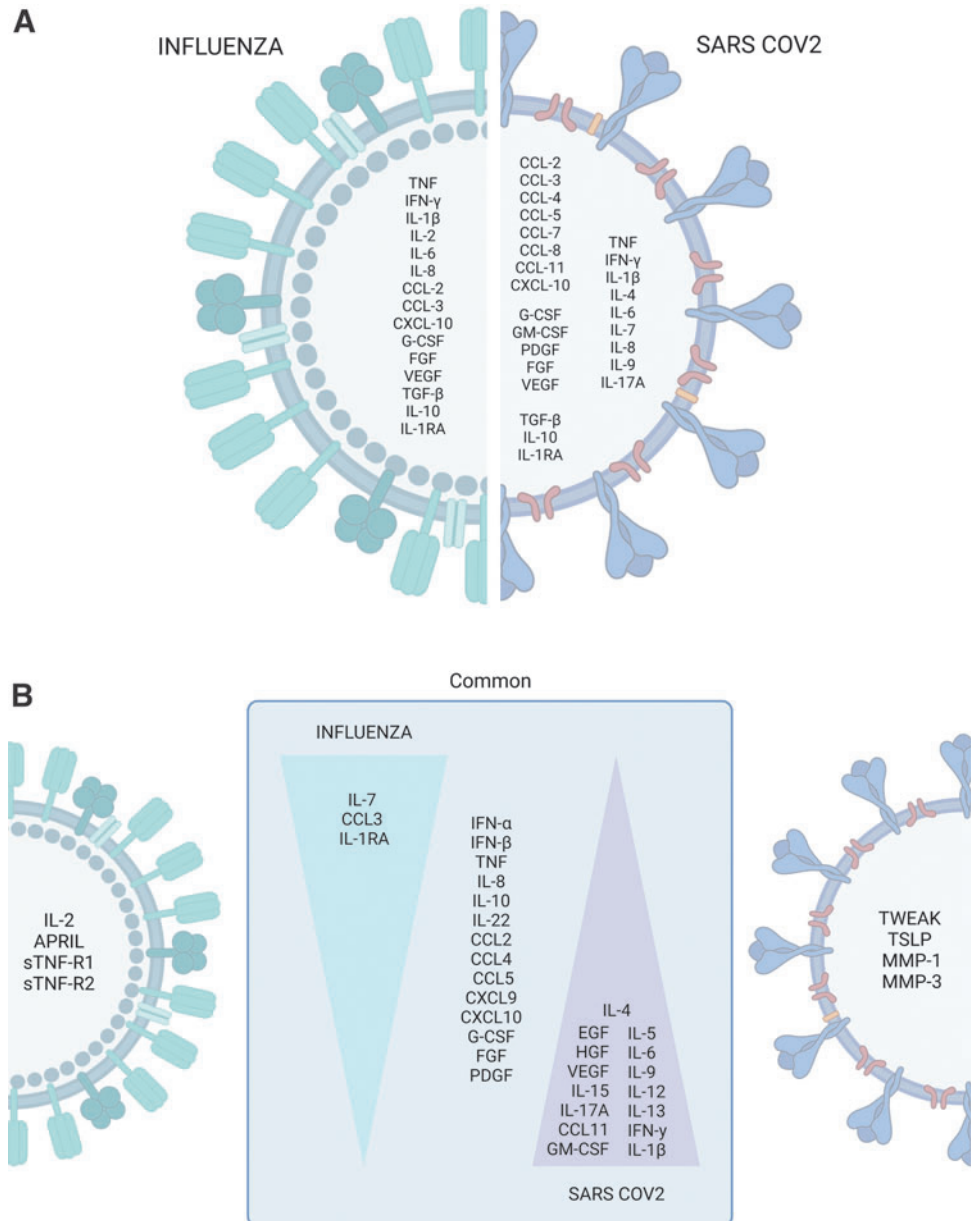 A
INFLUENZA
SARS COV2
TNF
IFN-γ
IL-1β
IL-2
IL-6
IL-8
CCL-2
CCL-3
CXCL-10
G-CSF
FGF
VEGF
TGF-β
IL-10
IL-1RA
CCL-2
CCL-3
CCL-4
CCL-5
CCL-7
CCL-8
CCL-11
CXCL-10
G-CSF
GM-CSF
PDGF
FGF
VEGF
TGF-β
IL-10
IL-1RA
TNF
IFN-γ
IL-1β
IL-4
IL-6
IL-7
IL-8
IL-9
IL-17A
B
Common
IL-2
APRIL
sTNF-R1
sTNF-R2
INFLUENZA
IL-7
CCL3
IL-1RA
IFN-α
IFN-β
TNF
IL-8
IL-10
IL-22
CCL2
CCL4
CCL5
CXCL9
CXCL10
G-CSF
FGF
PDGF
IL-4
EGF IL-5
HGF IL-6
VEGF IL-9
IL-15 IL-12
IL-17A IL-13
CCL11 IFN-y
GM-CSF IL-1β
SARS COV2
TWEAK
TSLP
MMP-1
MMP-3